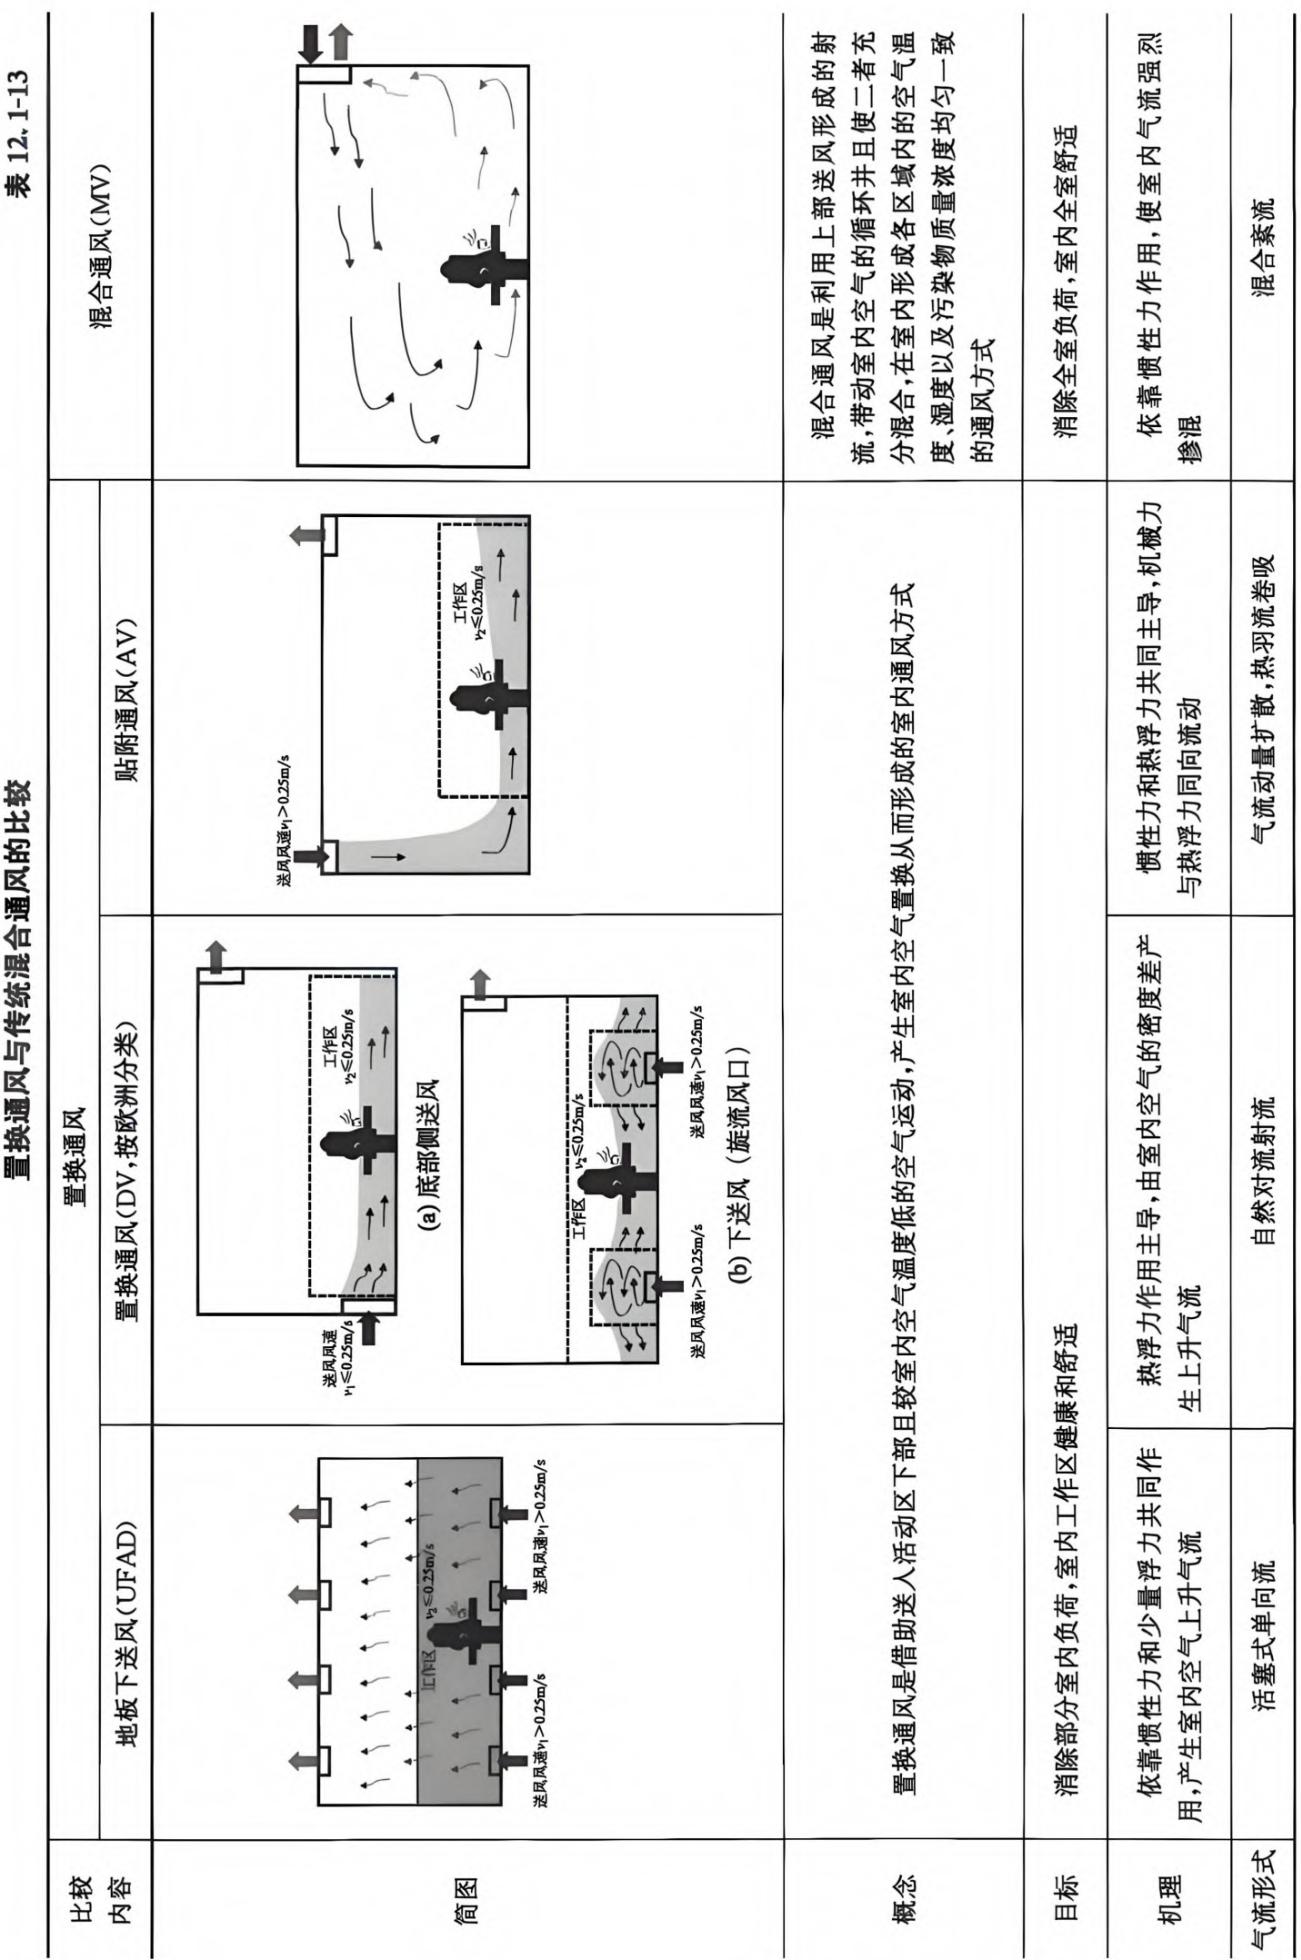 置换通风与传统混合通风的比较
表 12.1-13
比较
内容
置换通风
混合通风(MV)
地板下送风(UFAD)
置换通风(DV,按欧洲分类)
贴附通风(AV)
简图
工作区
v₂≤0.25m/s
送风风速v₁>0.25m/s
送风风速v₁>0.25m/s
送风风速
v₁≤0.25m/s
工作区
v₂≤0.25m/s
(a) 底部侧送风
工作区
v₂≤0.25m/s
送风风速v₁>0.25m/s
送风风速v₁>0.25m/s
(b) 下送风（旋流风口）
送风风速v₁>0.25m/s
工作区
v₂≤0.25m/s
概念
置换通风是借助送入活动区下部且较室内空气温度低的空气运动,产生室内空气置换从而形成的室内通风方式
混合通风是利用上部送风形成的射
流,带动室内空气的循环并且使二者充
分混合,在室内形成各区域内的空气温
度、湿度以及污染物质量浓度均匀一致
的通风方式
目标
消除部分室内负荷,室内工作区健康和舒适
消除全室负荷,室内全室舒适
机理
依靠惯性力和少量浮力共同作
用,产生室内空气上升气流
热浮力作用主导,由室内空气的密度差产
生上升气流
惯性力和热浮力共同主导,机械力
与热浮力同向流动
依靠惯性力作用,使室内气流强烈
掺混
气流形式
活塞式单向流
自然对流射流
气流动量扩散,热羽流卷吸
混合紊流